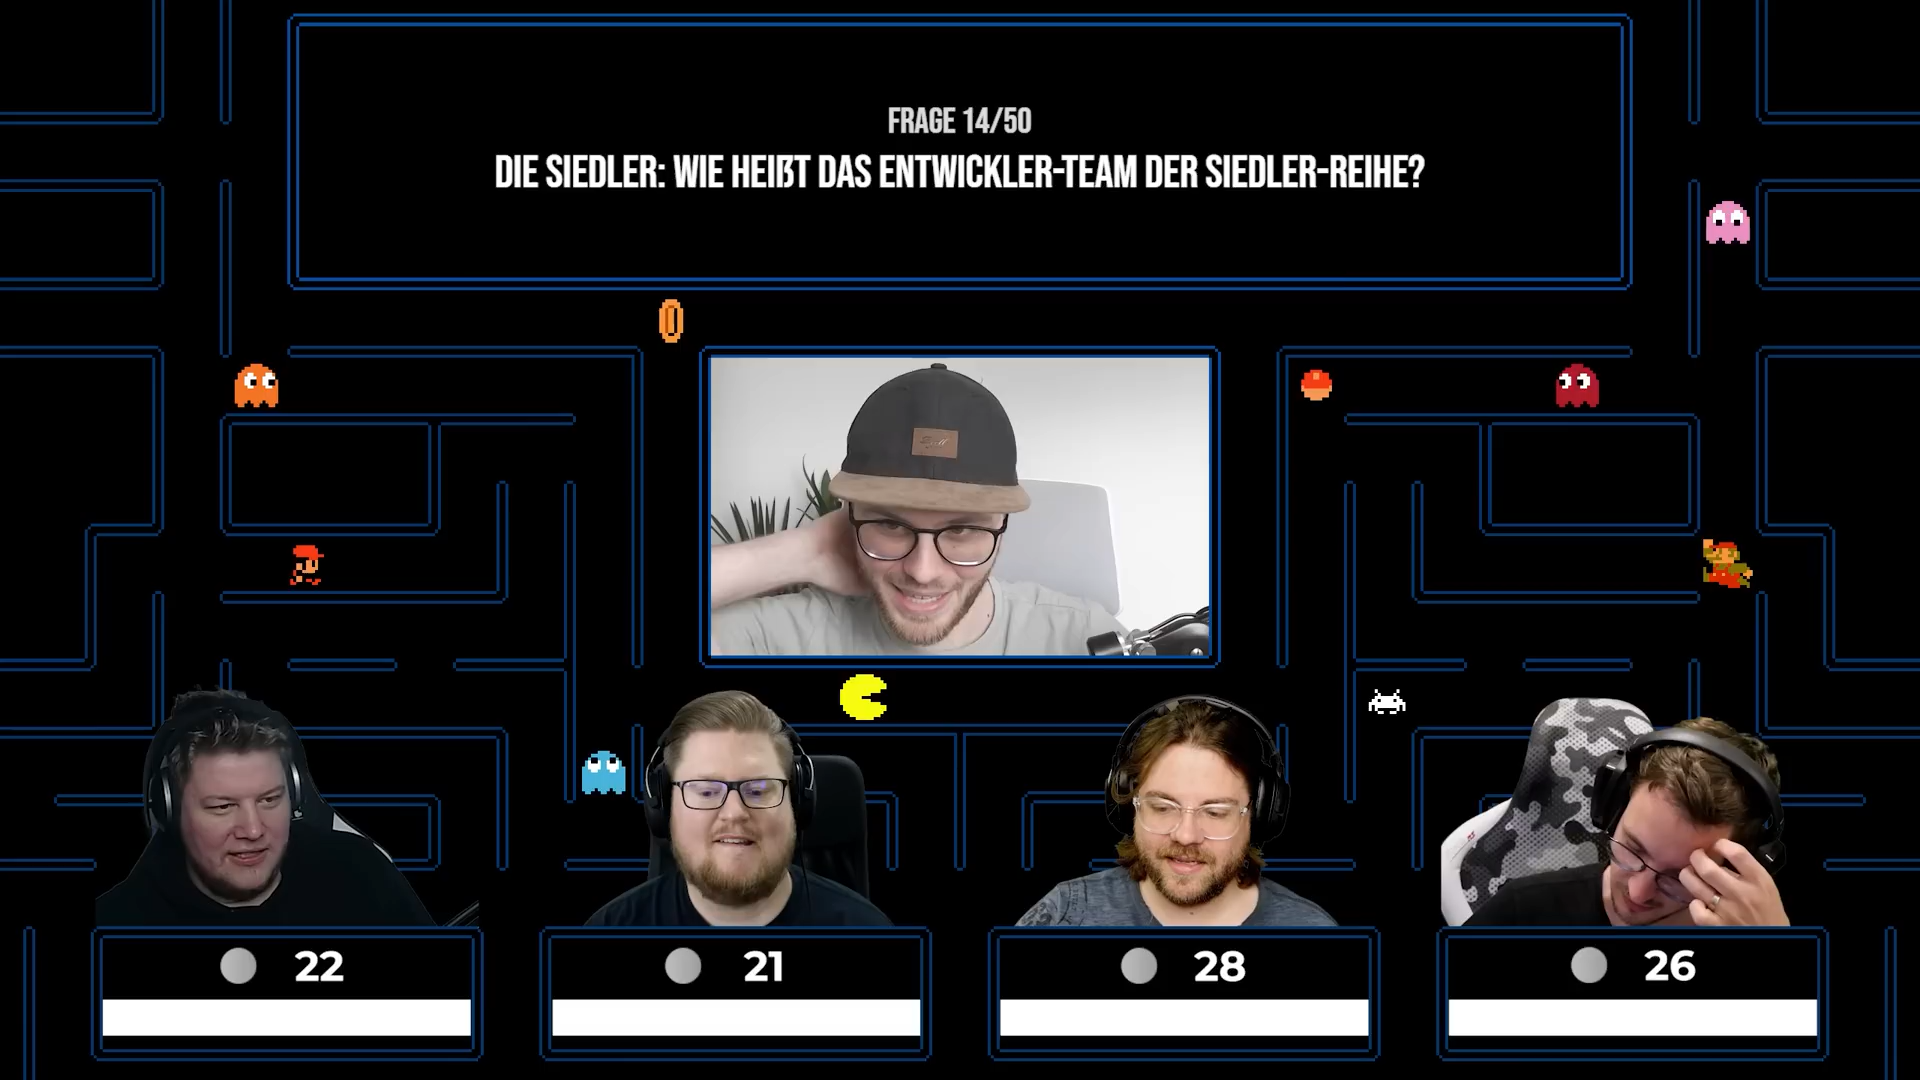 FRAGE 14/50
DIE SIEDLER: WIE HEIẞT DAS ENTWICKLER-TEAM DER SIEDLER-REIHE?
22
21
28
26